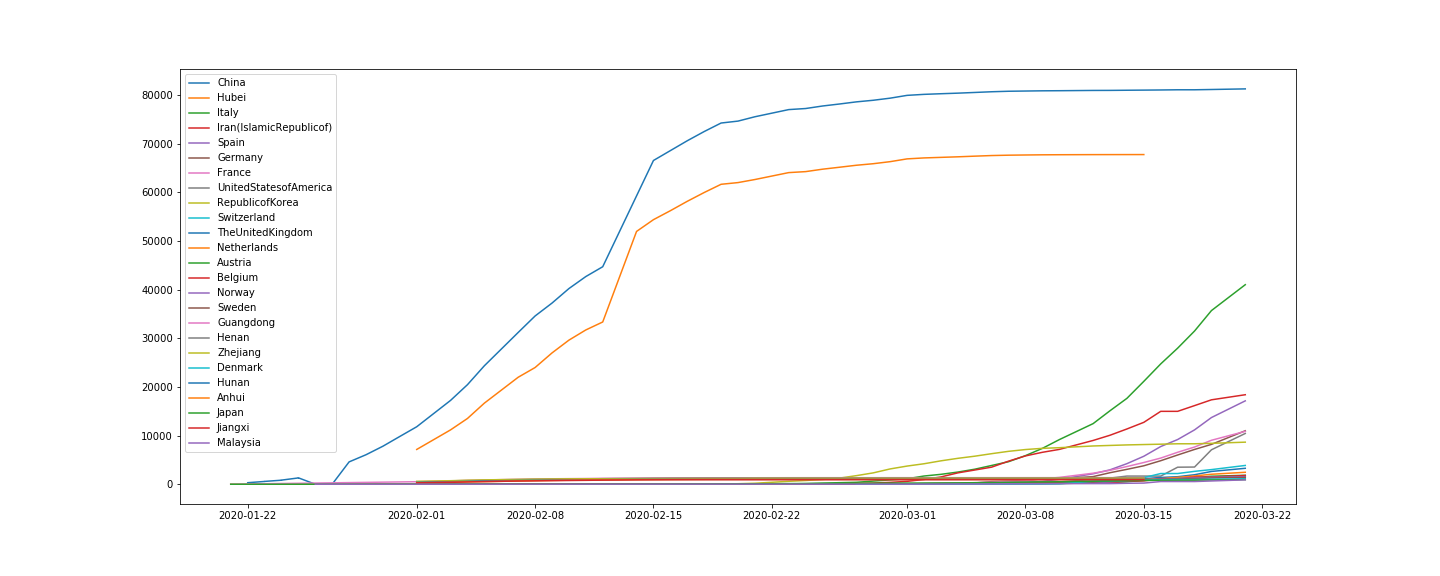 China
Hubei
Italy
Iran(IslamicRepublicof)
Spain
Germany
France
UnitedStatesofAmerica
RepublicofKorea
Switzerland
TheUnitedKingdom
Netherlands
Austria
Belgium
Norway
Sweden
Guangdong
Henan
Zhejiang
Denmark
Hunan
Anhui
Japan
Jiangxi
Malaysia
80000
70000
60000
50000
40000
30000
20000
10000
0
2020-01-22 2020-02-01 2020-02-08 2020-02-15 2020-02-22 2020-03-01 2020-03-08 2020-03-15 2020-03-22